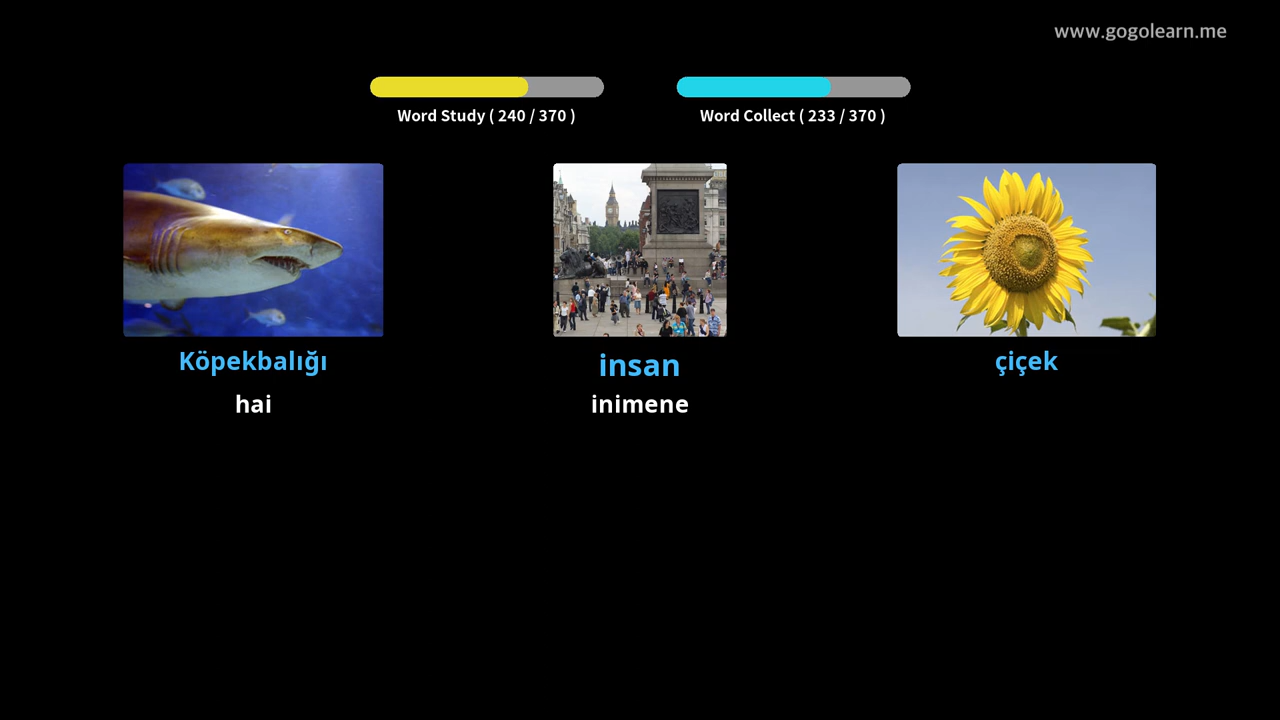 www.gogolearn.me
Word Study ( 240 / 370 )
Word Collect ( 233 / 370 )
Köpekbalığı
insan
çiçek
hai
inimene